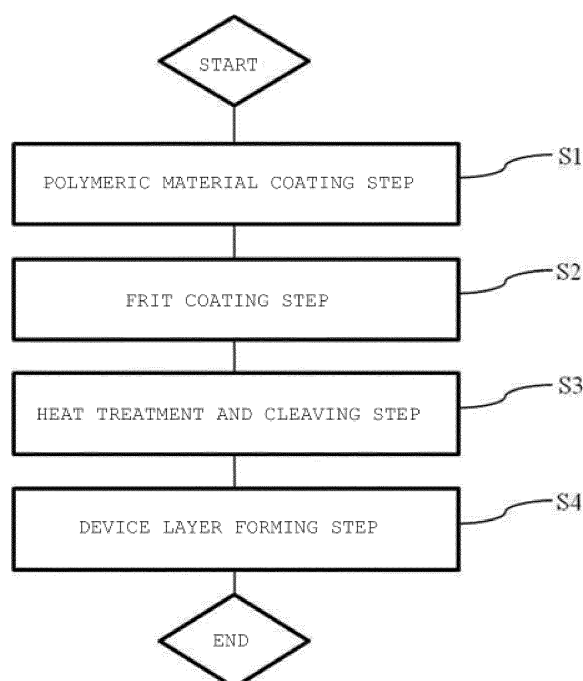 START
POLYMERIC MATERIAL COATING STEP
S1
FRIT COATING STEP
S2
HEAT TREATMENT AND CLEAVING STEP
S3
DEVICE LAYER FORMING STEP
S4
END